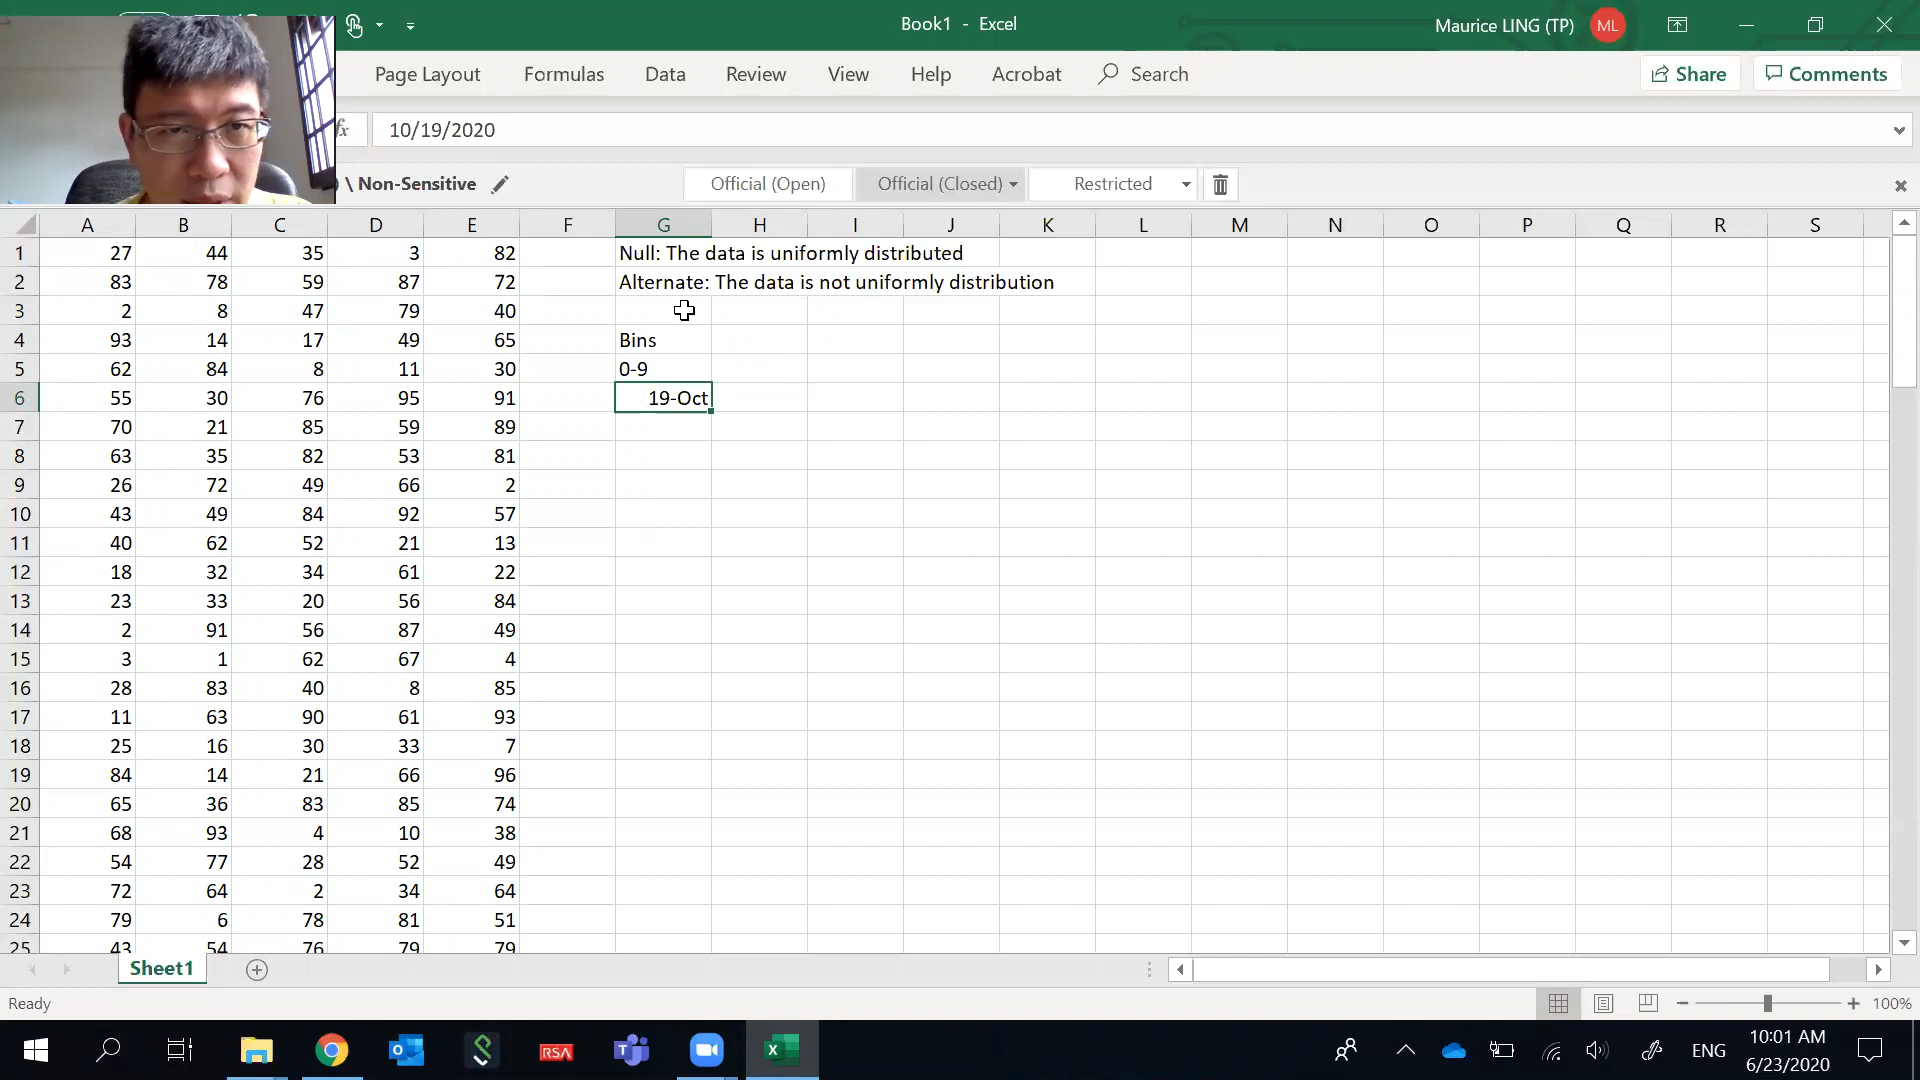 Book1 - Excel
Maurice LING (TP) ML
Page Layout Formulas Data Review View Help Acrobat Search Share Comments
fx 10/19/2020
\ Non-Sensitive Official (Open) Official (Closed) Restricted
A B C D E F G H I J K L M N O P Q R S
1 27 44 35 3 82 Null: The data is uniformly distributed
2 83 78 59 87 72 Alternate: The data is not uniformly distribution
3 2 8 47 79 40
4 93 14 17 49 65 Bins
5 62 84 8 11 30 0-9
6 55 30 76 95 91 19-Oct
7 70 21 85 59 89
8 63 35 82 53 81
9 26 72 49 66 2
10 43 49 84 92 57
11 40 62 52 21 13
12 18 32 34 61 22
13 23 33 20 56 84
14 2 91 56 87 49
15 3 1 62 67 4
16 28 83 40 8 85
17 11 63 90 61 93
18 25 16 30 33 7
19 84 14 21 66 96
20 65 36 83 85 74
21 68 93 4 10 38
22 54 77 28 52 49
23 72 64 2 34 64
24 79 6 78 81 51
25 43 54 76 79 79
Sheet1
Ready 100%
RSA ENG 10:01 AM
6/23/2020